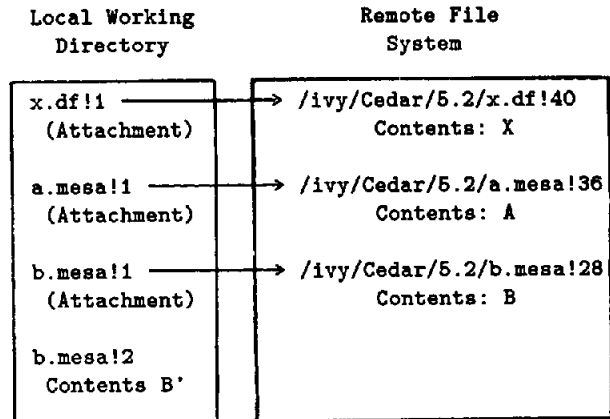 Local Working
Directory
Remote File
System
x.df!1
(Attachment)
/ivy/Cedar/5.2/x.df!40
Contents: X
a.mesa!1
(Attachment)
/ivy/Cedar/5.2/a.mesa!36
Contents: A
b.mesa!1
(Attachment)
/ivy/Cedar/5.2/b.mesa!28
Contents: B
b.mesa!2
Contents B'